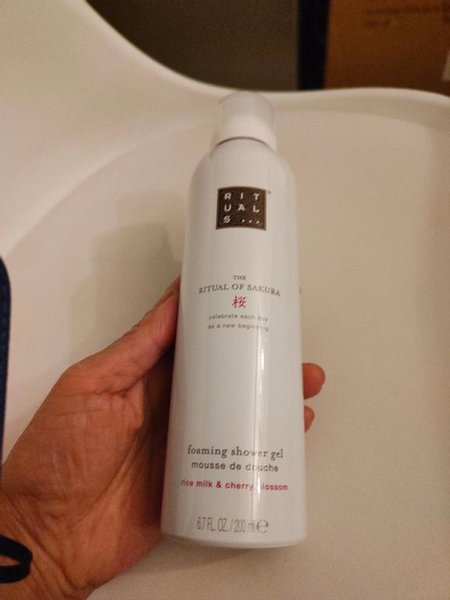 RIT
UAL
S...
THE
RITUAL OF SAKURA
桜
celebrate each day
as a new beginning
foaming shower gel
mousse de douche
rice milk & cherry blossom
6.7 FL. OZ. / 200 ml ℮